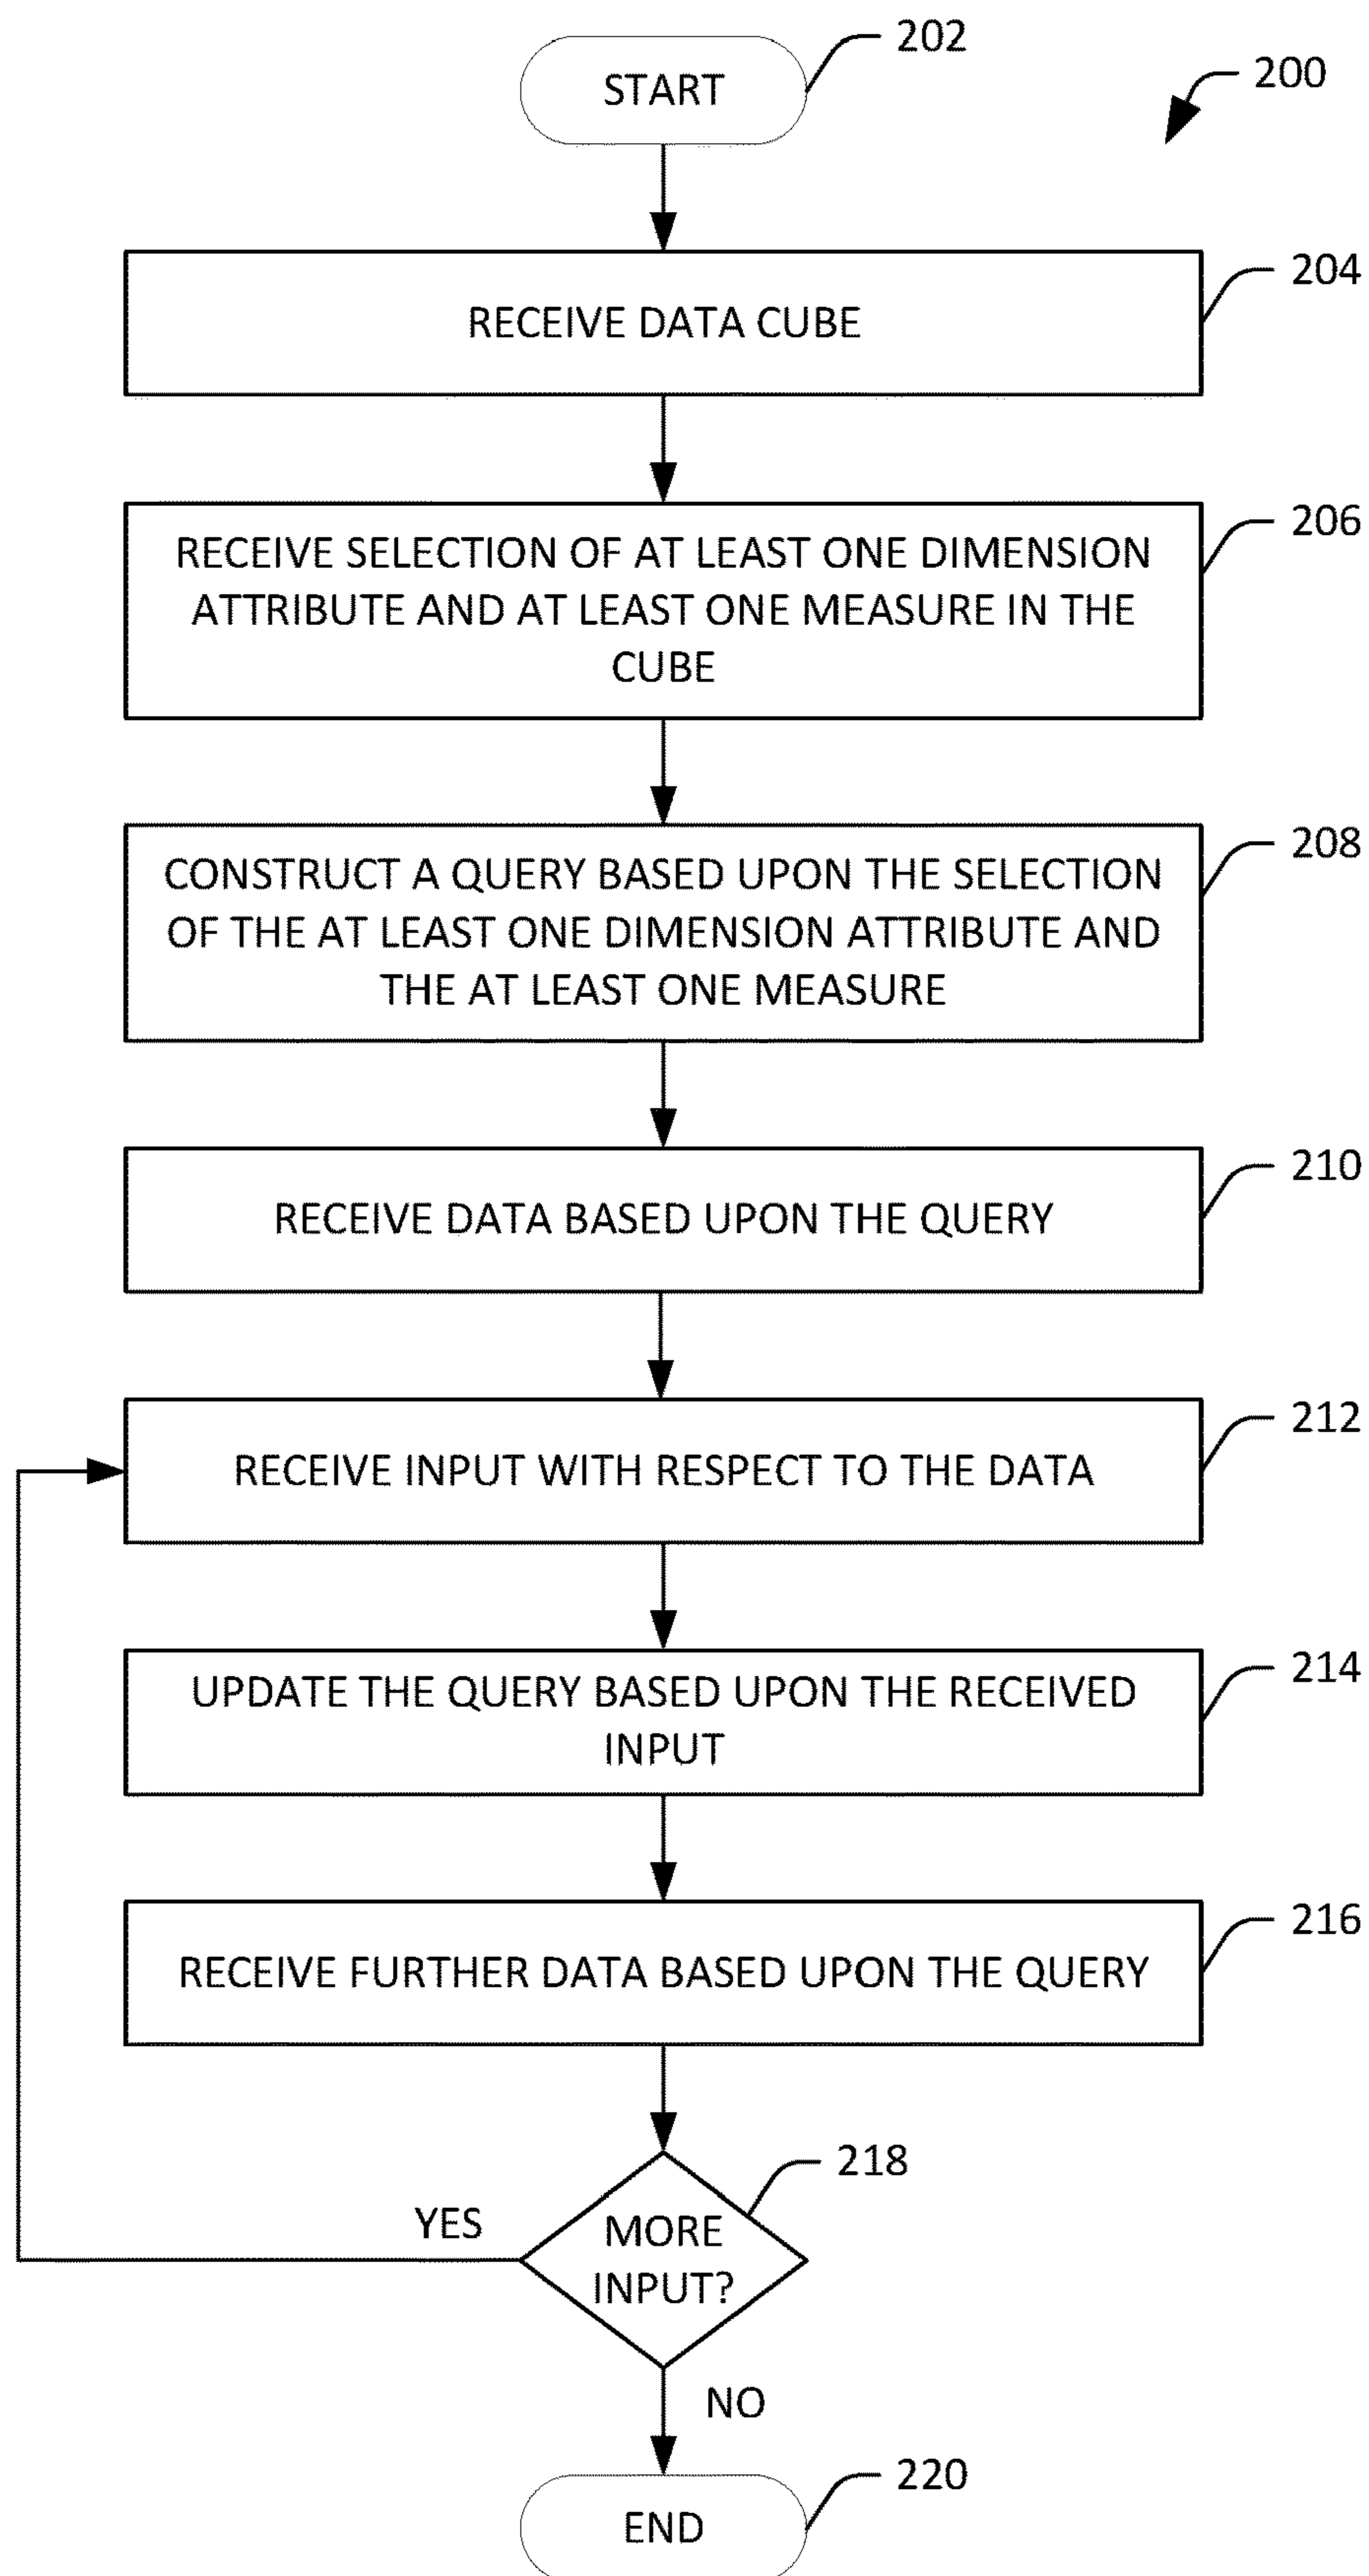 START
202
200
RECEIVE DATA CUBE
204
RECEIVE SELECTION OF AT LEAST ONE DIMENSION
ATTRIBUTE AND AT LEAST ONE MEASURE IN THE
CUBE
206
CONSTRUCT A QUERY BASED UPON THE SELECTION
OF THE AT LEAST ONE DIMENSION ATTRIBUTE AND
THE AT LEAST ONE MEASURE
208
RECEIVE DATA BASED UPON THE QUERY
210
RECEIVE INPUT WITH RESPECT TO THE DATA
212
UPDATE THE QUERY BASED UPON THE RECEIVED
INPUT
214
RECEIVE FURTHER DATA BASED UPON THE QUERY
216
MORE
INPUT?
218
YES
NO
END
220